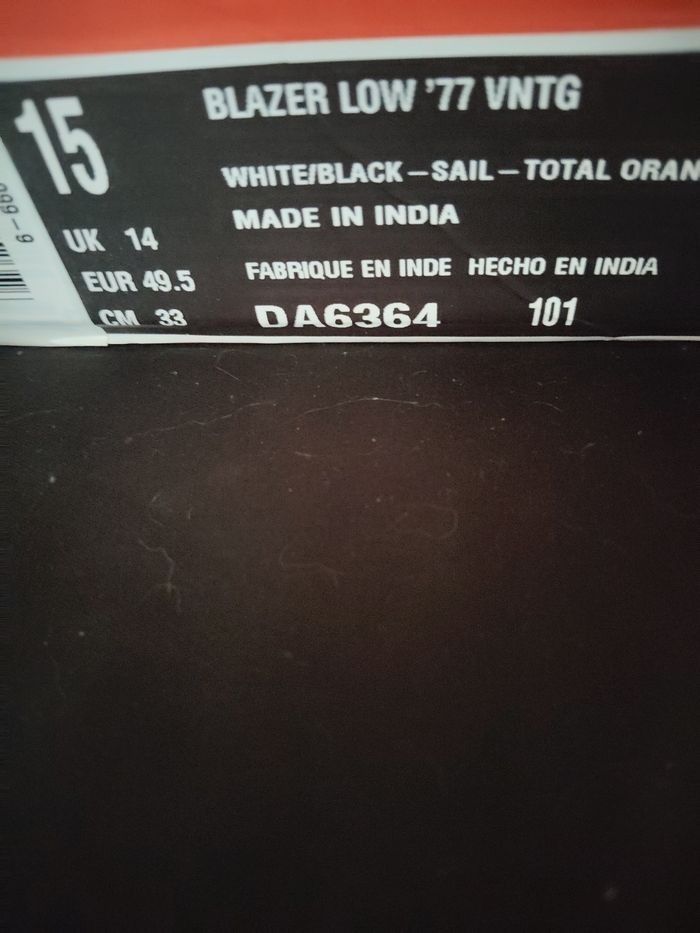 15 BLAZER LOW '77 VNTG
WHITE/BLACK-SAIL-TOTAL ORAN
UK 14 MADE IN INDIA
EUR 49.5 FABRIQUE EN INDE HECHO EN INDIA
CM 33 DA6364 101